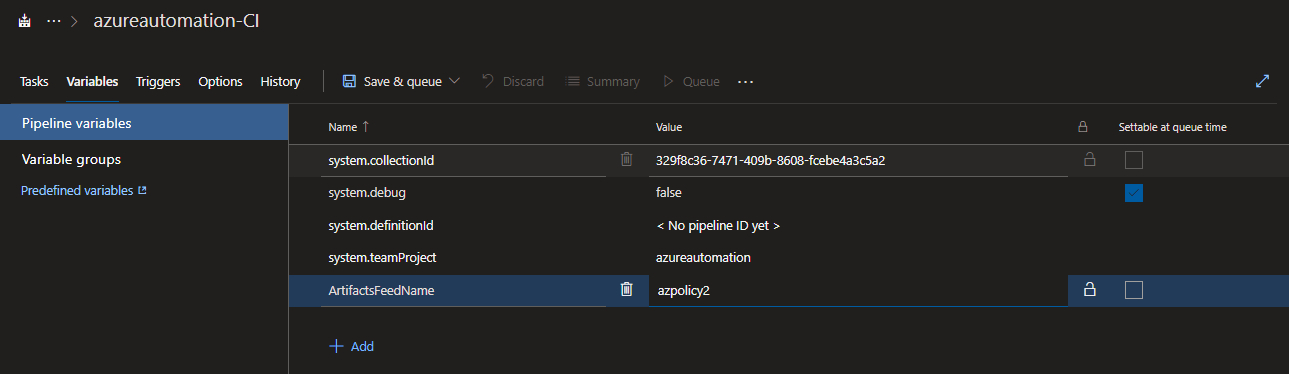 ··· > azureautomation-CI
Tasks Variables Triggers Options History Save & queue Discard Summary Queue ···
Pipeline variables
Variable groups
Predefined variables
Name ↑ Value Settable at queue time
system.collectionId 329f8c36-7471-409b-8608-fcebe4a3c5a2
system.debug false
system.definitionId < No pipeline ID yet >
system.teamProject azureautomation
ArtifactsFeedName azpolicy2
+ Add